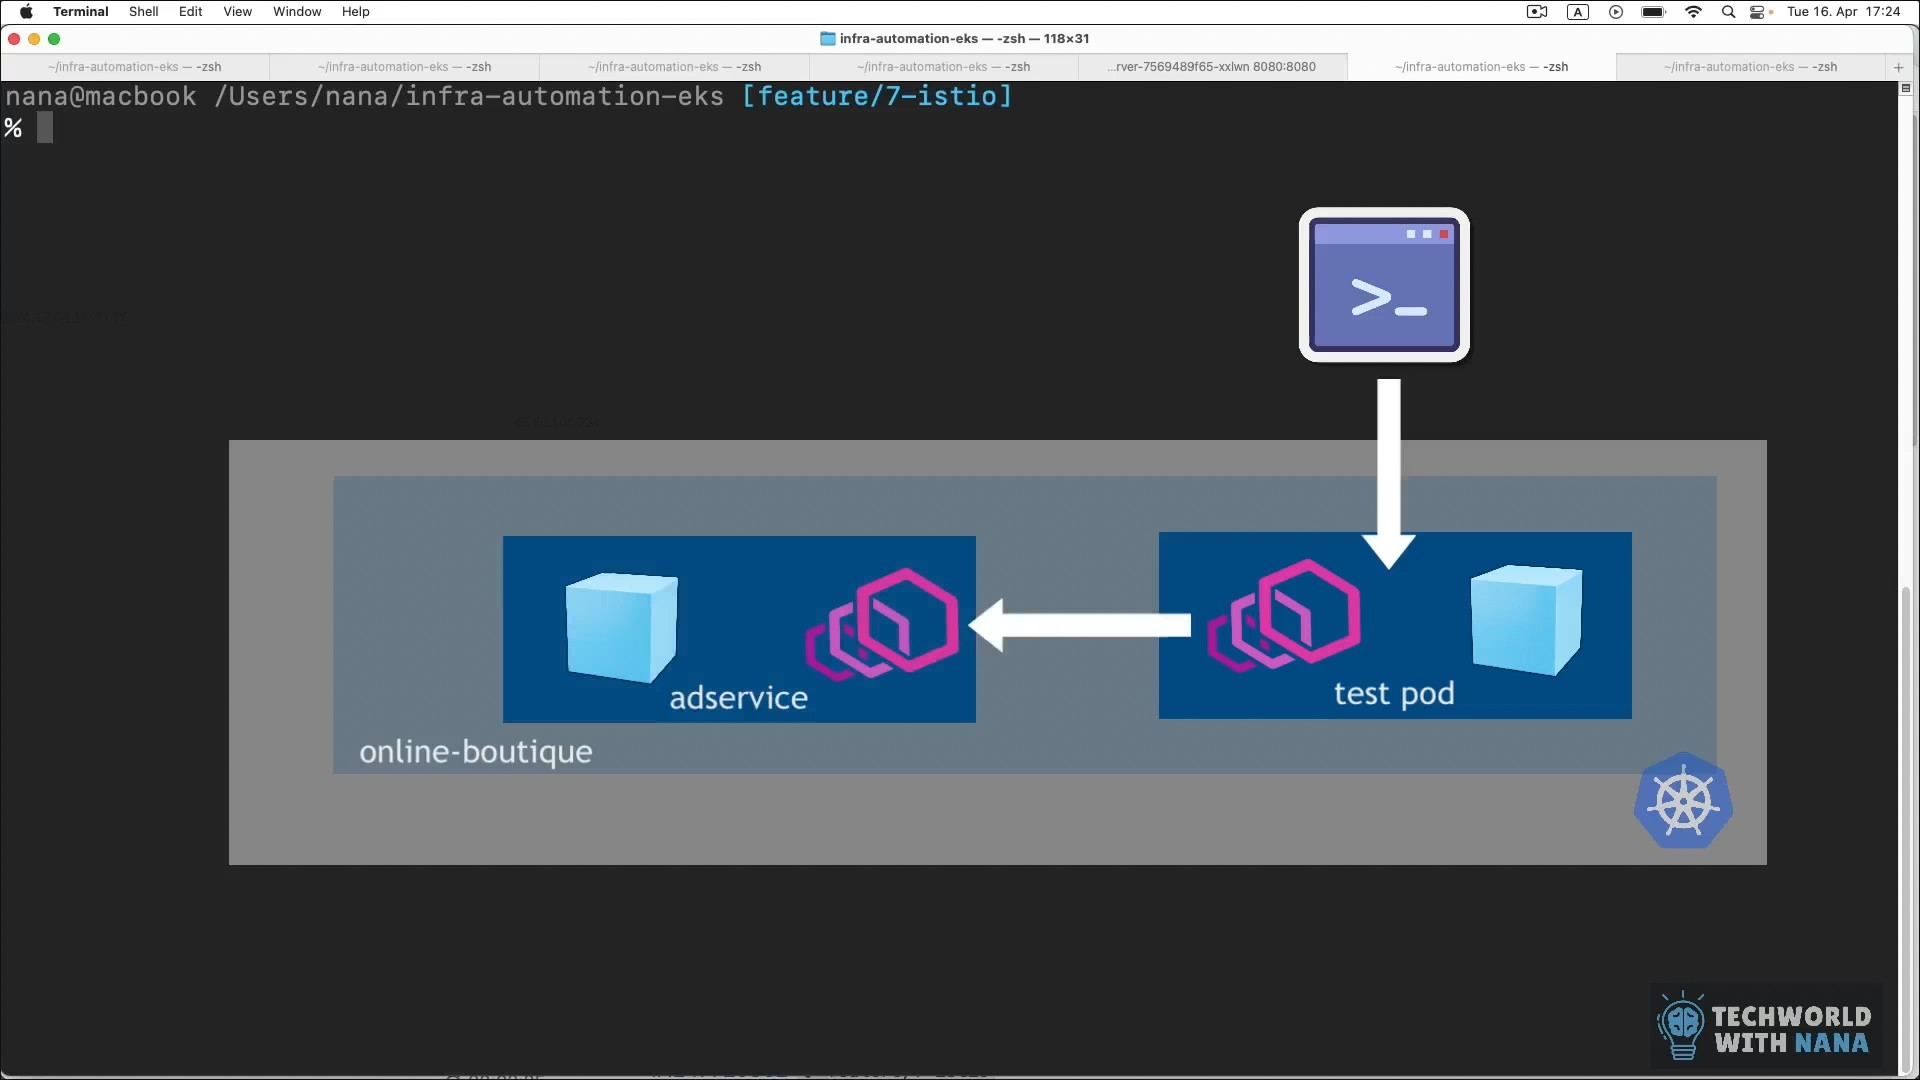 Terminal Shell Edit View Window Help A Tue 16. Apr 17:24
infra-automation-eks — -zsh — 118×31
~/infra-automation-eks — -zsh ~/infra-automation-eks — -zsh ~/infra-automation-eks — -zsh ~/infra-automation-eks — -zsh ...rver-7569489f65-xxlwn 8080:8080 ~/infra-automation-eks — -zsh ~/infra-automation-eks — -zsh +
nana@macbook /Users/nana/infra-automation-eks [feature/7-istio]
%
>_
adservice
test pod
online-boutique
TECHWORLD
WITH NANA